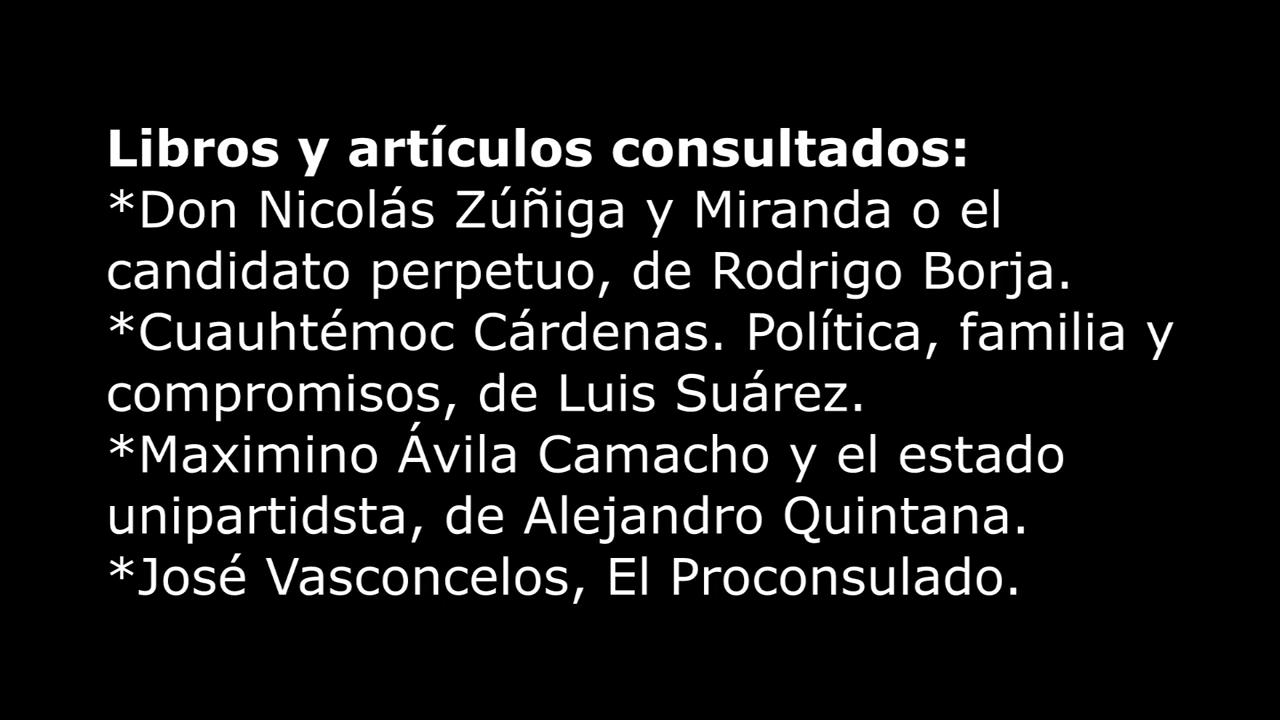 Libros y artículos consultados:
*Don Nicolás Zúñiga y Miranda o el
candidato perpetuo, de Rodrigo Borja.
*Cuauhtémoc Cárdenas. Política, familia y
compromisos, de Luis Suárez.
*Maximino Ávila Camacho y el estado
unipartidsta, de Alejandro Quintana.
*José Vasconcelos, El Proconsulado.